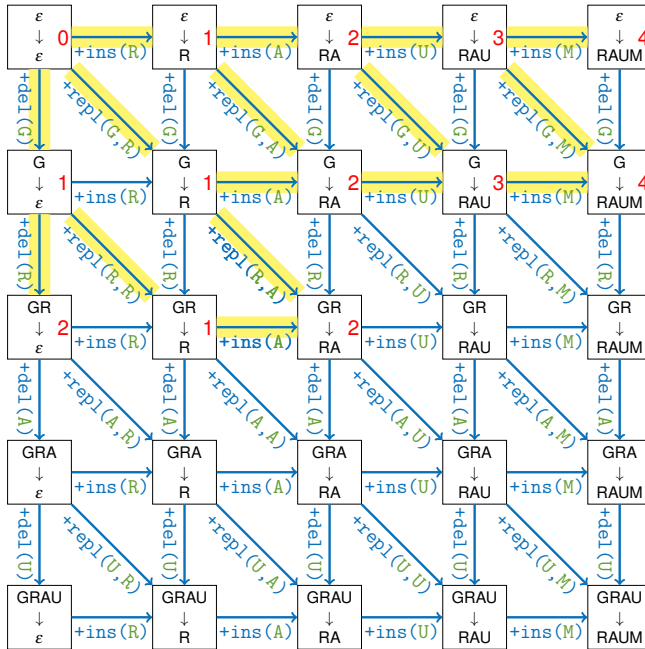 ε ε ε ε ε
↓ 0 ↓ 1 ↓ 2 ↓ 3 ↓ 4
ε +ins(R) R +ins(A) RA +ins(U) RAU +ins(M) RAUM
+del(G) +repl(G,R) +del(G) +repl(G,A) +del(G) +repl(G,U) +del(G) +repl(G,M) +del(G)
G G G G G
↓ 1 ↓ 1 ↓ 2 ↓ 3 ↓ 4
ε +ins(R) R +ins(A) RA +ins(U) RAU +ins(M) RAUM
+del(R) +repl(R,R) +del(R) +repl(R,A) +del(R) +repl(R,U) +del(R) +repl(R,M) +del(R)
GR GR GR GR GR
↓ 2 ↓ 1 ↓ 2 ↓ ↓
ε +ins(R) R +ins(A) RA +ins(U) RAU +ins(M) RAUM
+del(A) +repl(A,R) +del(A) +repl(A,A) +del(A) +repl(A,U) +del(A) +repl(A,M) +del(A)
GRA GRA GRA GRA GRA
↓ ↓ ↓ ↓ ↓
ε +ins(R) R +ins(A) RA +ins(U) RAU +ins(M) RAUM
+del(U) +repl(U,R) +del(U) +repl(U,A) +del(U) +repl(U,U) +del(U) +repl(U,M) +del(U)
GRAU GRAU GRAU GRAU GRAU
↓ ↓ ↓ ↓ ↓
ε +ins(R) R +ins(A) RA +ins(U) RAU +ins(M) RAUM